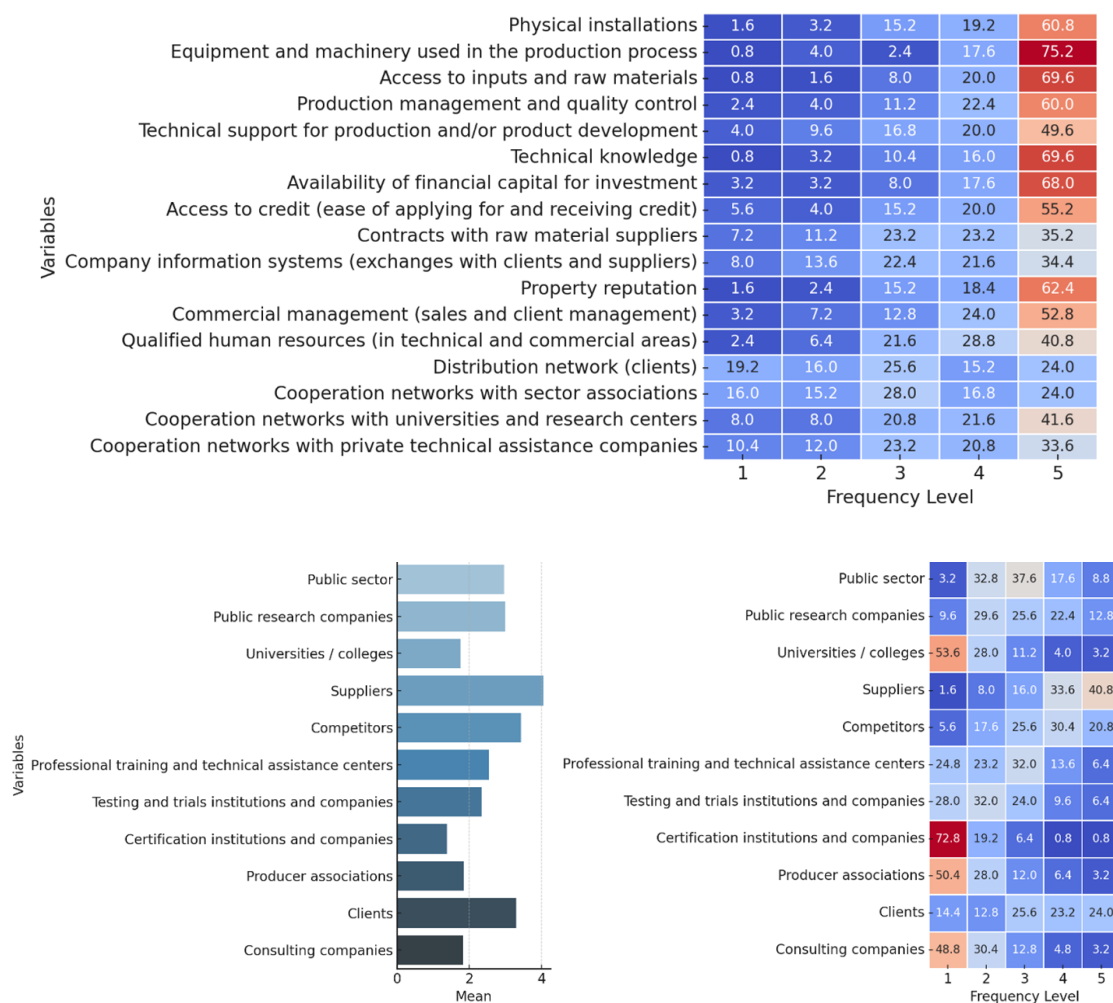 Physical installations 1.6 3.2 15.2 19.2 60.8
Equipment and machinery used in the production process 0.8 4.0 2.4 17.6 75.2
Access to inputs and raw materials 0.8 1.6 8.0 20.0 69.6
Production management and quality control 2.4 4.0 11.2 22.4 60.0
Technical support for production and/or product development 4.0 9.6 16.8 20.0 49.6
Technical knowledge 0.8 3.2 10.4 16.0 69.6
Availability of financial capital for investment 3.2 3.2 8.0 17.6 68.0
Access to credit (ease of applying for and receiving credit) 5.6 4.0 15.2 20.0 55.2
Contracts with raw material suppliers 7.2 11.2 23.2 23.2 35.2
Company information systems (exchanges with clients and suppliers) 8.0 13.6 22.4 21.6 34.4
Property reputation 1.6 2.4 15.2 18.4 62.4
Commercial management (sales and client management) 3.2 7.2 12.8 24.0 52.8
Qualified human resources (in technical and commercial areas) 2.4 6.4 21.6 28.8 40.8
Distribution network (clients) 19.2 16.0 25.6 15.2 24.0
Cooperation networks with sector associations 16.0 15.2 28.0 16.8 24.0
Cooperation networks with universities and research centers 8.0 8.0 20.8 21.6 41.6
Cooperation networks with private technical assistance companies 10.4 12.0 23.2 20.8 33.6
Variables
1 2 3 4 5
Frequency Level
Variables
Public sector
Public research companies
Universities / colleges
Suppliers
Competitors
Professional training and technical assistance centers
Testing and trials institutions and companies
Certification institutions and companies
Producer associations
Clients
Consulting companies
0 2 4
Mean
Public sector 3.2 32.8 37.6 17.6 8.8
Public research companies 9.6 29.6 25.6 22.4 12.8
Universities / colleges 53.6 28.0 11.2 4.0 3.2
Suppliers 1.6 8.0 16.0 33.6 40.8
Competitors 5.6 17.6 25.6 30.4 20.8
Professional training and technical assistance centers 24.8 23.2 32.0 13.6 6.4
Testing and trials institutions and companies 28.0 32.0 24.0 9.6 6.4
Certification institutions and companies 72.8 19.2 6.4 0.8 0.8
Producer associations 50.4 28.0 12.0 6.4 3.2
Clients 14.4 12.8 25.6 23.2 24.0
Consulting companies 48.8 30.4 12.8 4.8 3.2
1 2 3 4 5
Frequency Level